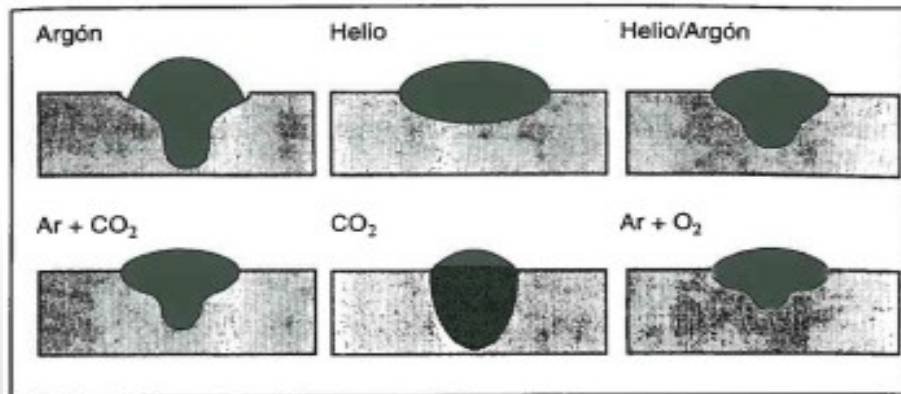 Argón
Helio
Helio/Argón
Ar + CO₂
CO₂
Ar + O₂